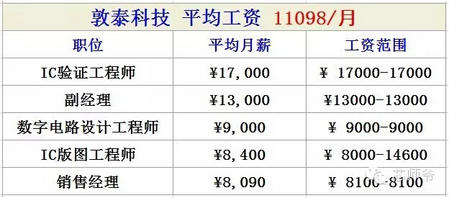 敦泰科技 平均工资 11098/月
职位 平均月薪 工资范围
IC验证工程师 ¥17,000 ¥ 17000-17000
副经理 ¥13,000 ¥13000-13000
数字电路设计工程师 ¥9,000 ¥ 9000-9000
IC版图工程师 ¥8,400 ¥ 8000-14600
销售经理 ¥8,090 ¥ 8100-8100